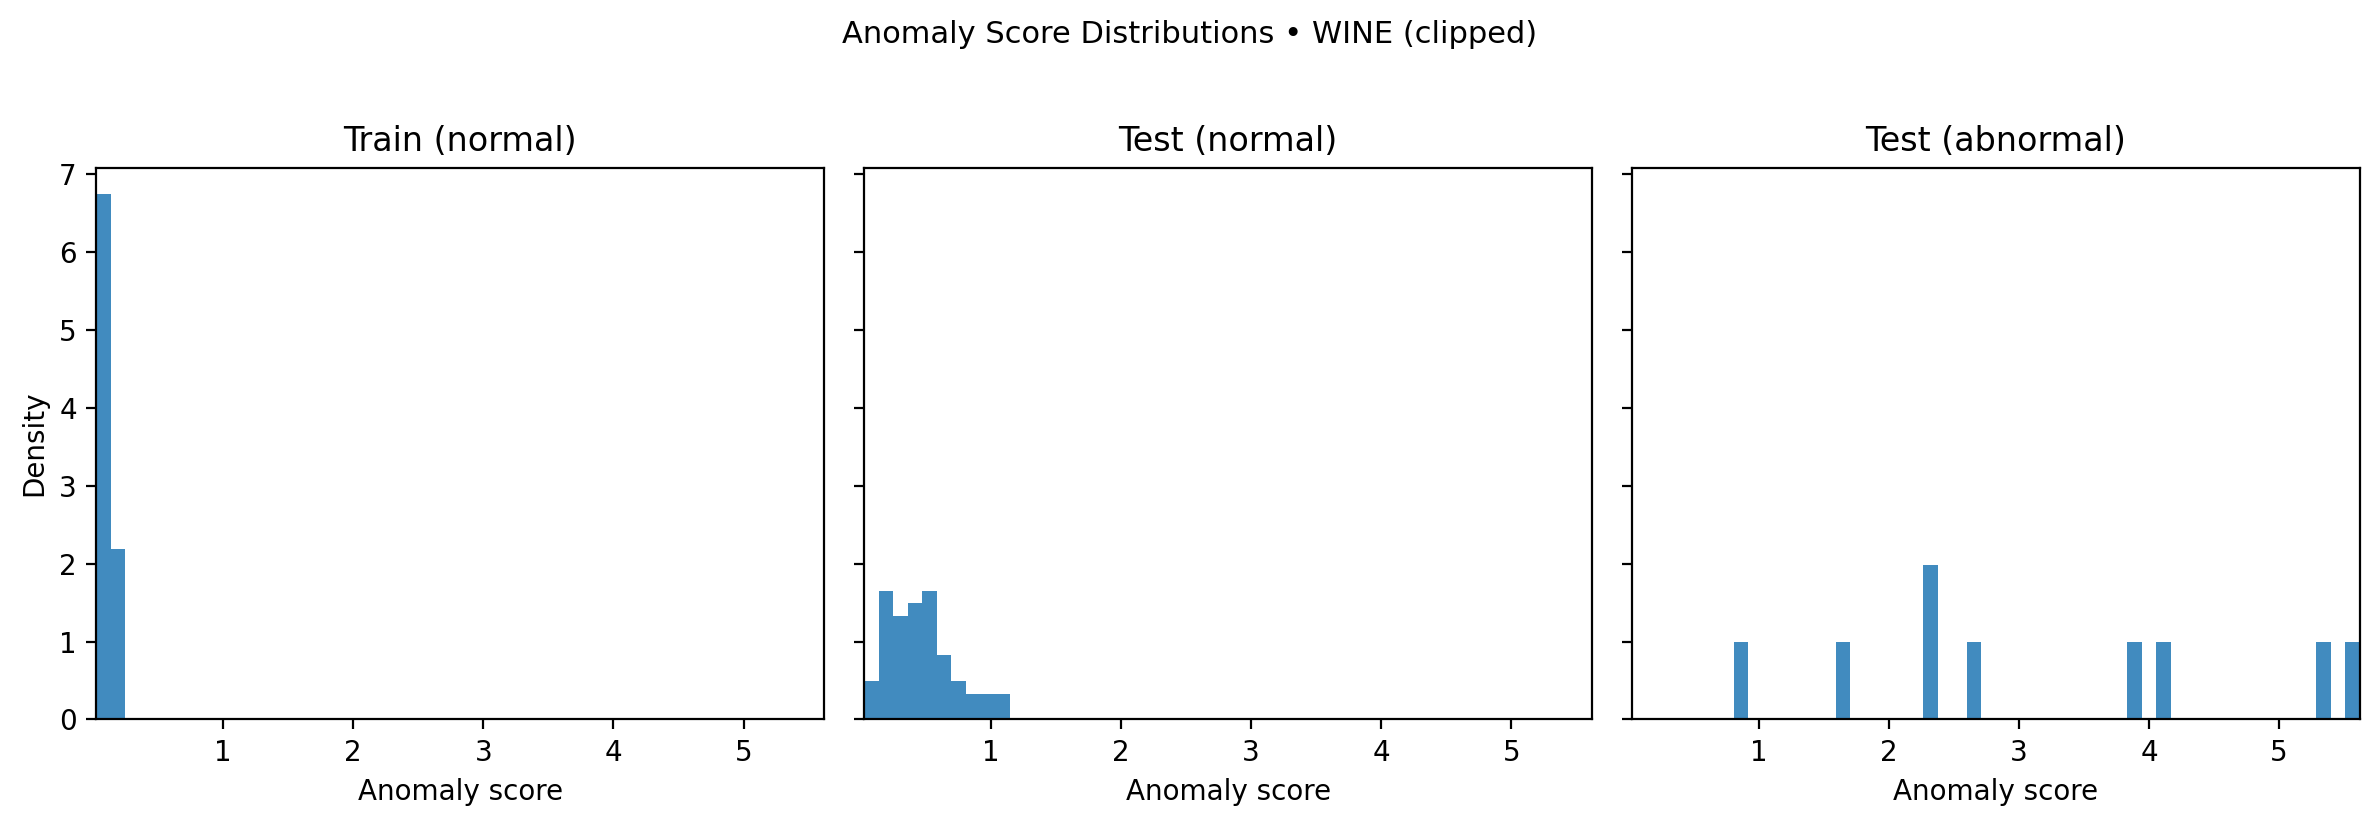 Anomaly Score Distributions • WINE (clipped)
Train (normal)
Test (normal)
Test (abnormal)
Density
7
6
5
4
3
2
1
0
1 2 3 4 5
1 2 3 4 5
1 2 3 4 5
Anomaly score
Anomaly score
Anomaly score